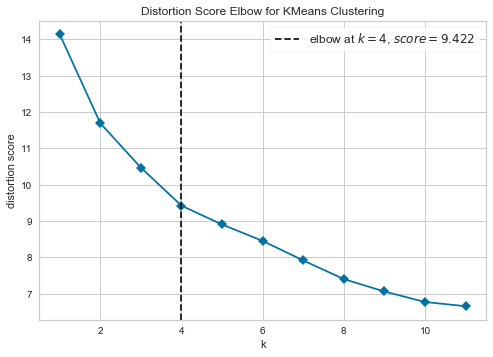 Distortion Score Elbow for KMeans Clustering
elbow at k = 4, score = 9.422
distortion score
14
13
12
11
10
9
8
7
2 4 6 8 10
k